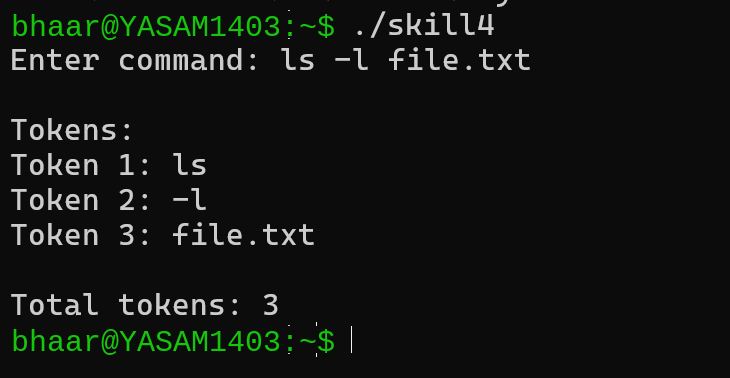 bhaar@YASAM1403:~$ ./skill4
Enter command: ls -l file.txt
Tokens:
Token 1: ls
Token 2: -l
Token 3: file.txt
Total tokens: 3
bhaar@YASAM1403:~$